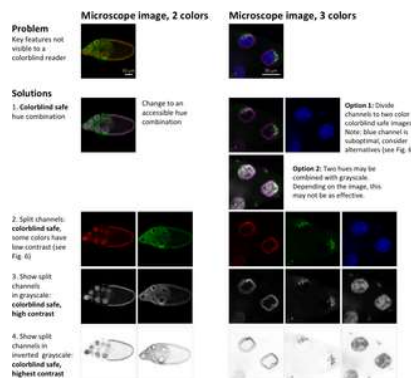 Microscope image, 2 colors
Microscope image, 3 colors
Problem
Key features not
visible to a
colorblind reader
Solutions
1. Colorblind safe
hue combination
Change to an
accessible hue
combination
Option 1: Divide
channels to two color
colorblind safe images
Note: blue channel is
suboptimal, consider
alternatives (see Fig. 6
Option 2: Two hues may be
combined with grayscale.
Depending on the image, this
may not be as effective.
2. Split channels:
colorblind safe,
some colors have
low contrast (see
Fig. 6)
3. Show split
channels
in grayscale:
colorblind safe,
high contrast
4. Show split
channels in
inverted grayscale:
colorblind safe,
highest contrast